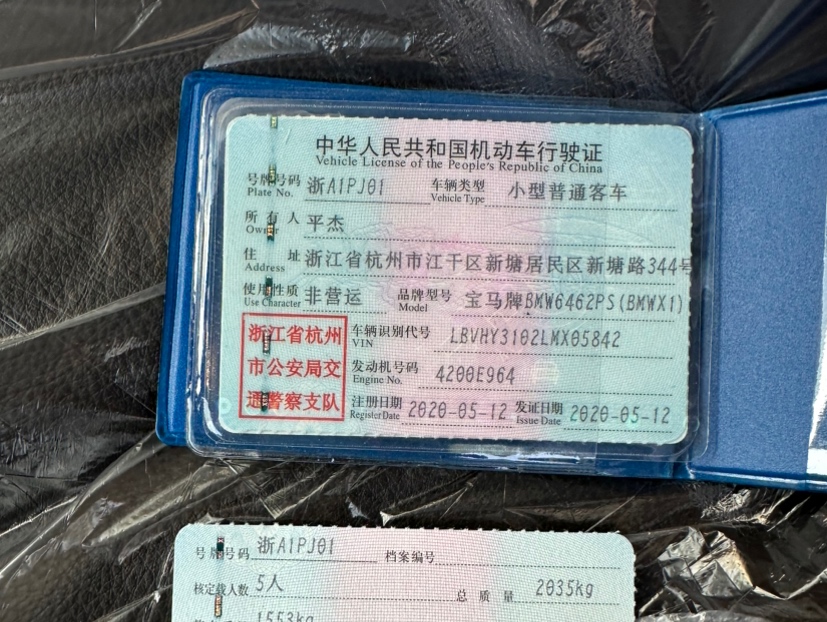 中华人民共和国机动车行驶证
Vehicle License of the People's Republic of China
号牌号码 浙A1PJ01 车辆类型 小型普通客车
Plate No. Vehicle Type
所有人 平杰
Owner
住址 浙江省杭州市江干区新塘居民区新塘路344号
Address
使用性质 非营运 品牌型号 宝马牌BMW6462PS(BMWX1)
Use Character Model
浙江省杭州
市公安局交
通警察支队
车辆识别代号 LBVHY3102LMX05842
VIN
发动机号码 4200E964
Engine No.
注册日期 2020-05-12 发证日期 2020-05-12
Register Date Issue Date
号牌号码 浙A1PJ01 档案编号
核定载人数 5人 总质量 2035kg
1553kg